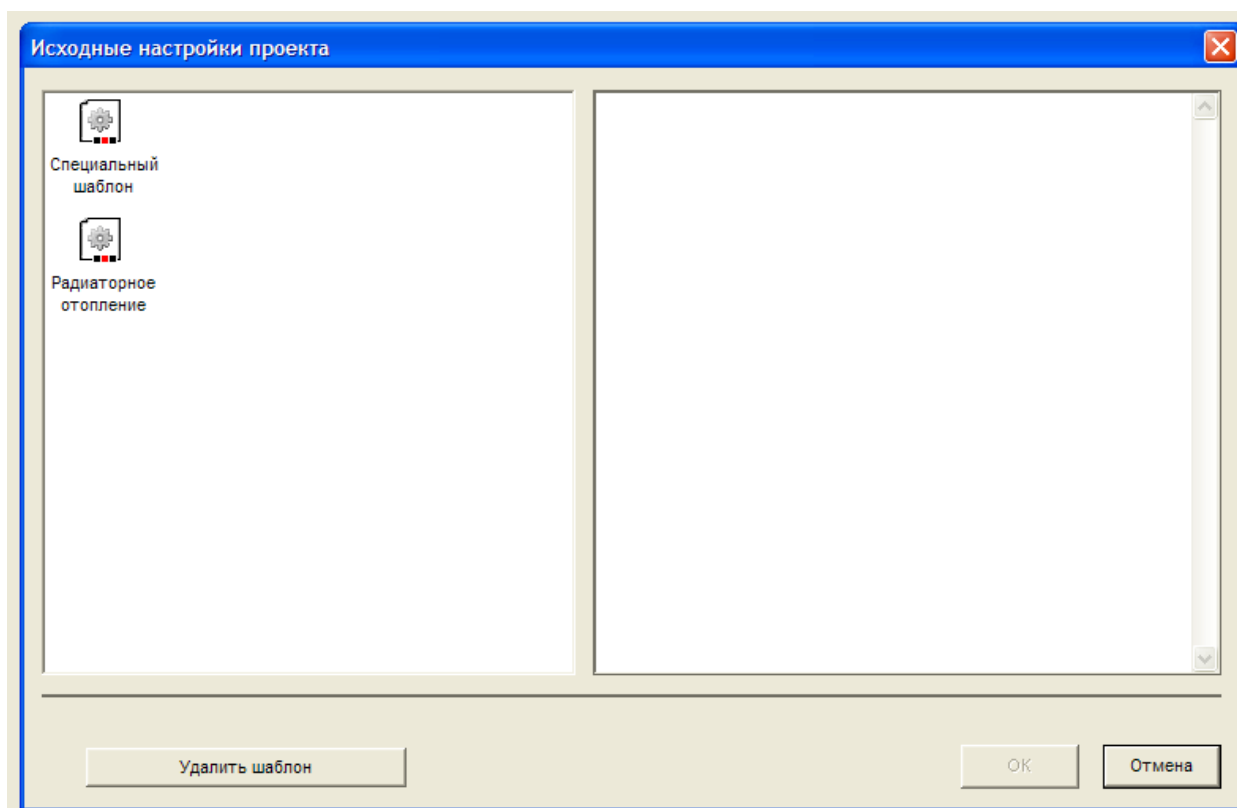 Исходные настройки проекта
Специальный
шаблон
Радиаторное
отопление
Удалить шаблон
OK
Отмена